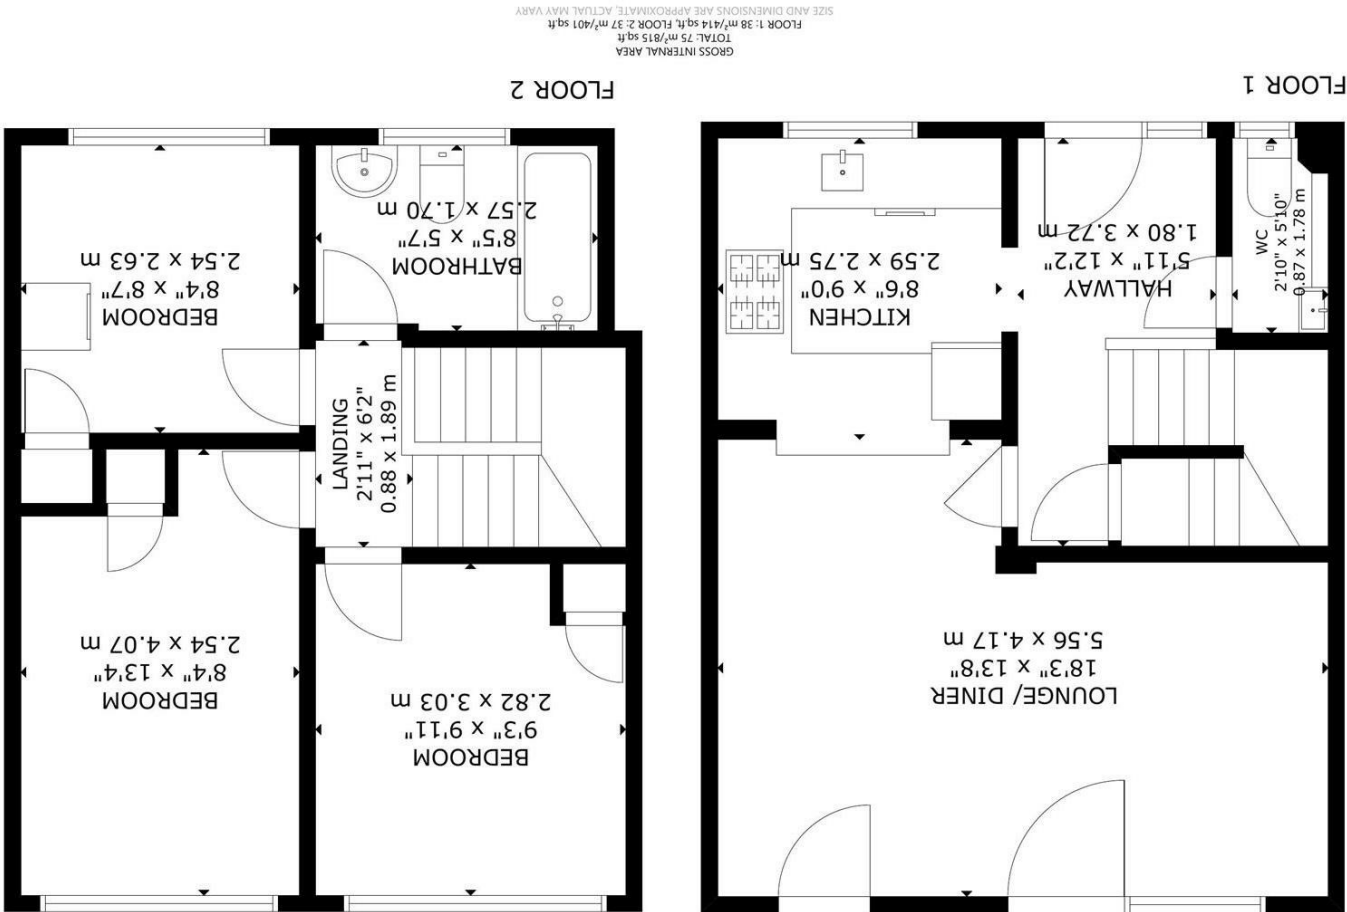 FLOOR 1
LOUNGE/ DINER
18'3" x 13'8"
5.56 x 4.17 m
KITCHEN
8'6" x 9'0"
2.59 x 2.75 m
HALLWAY
5'11" x 12'2"
1.80 x 3.72 m
WC
2'10" x 5'10"
0.87 x 1.78 m
FLOOR 2
BEDROOM
9'3" x 9'11"
2.82 x 3.03 m
BEDROOM
8'4" x 13'4"
2.54 x 4.07 m
LANDING
2'11" x 6'2"
0.88 x 1.89 m
BATHROOM
8'5" x 5'7"
2.57 x 1.70 m
BEDROOM
8'4" x 8'7"
2.54 x 2.63 m
GROSS INTERNAL AREA
TOTAL: 75 m²/815 sq.ft
FLOOR 1: 38 m²/414 sq.ft, FLOOR 2: 37 m²/401 sq.ft
SIZE AND DIMENSIONS ARE APPROXIMATE, ACTUAL MAY VARY